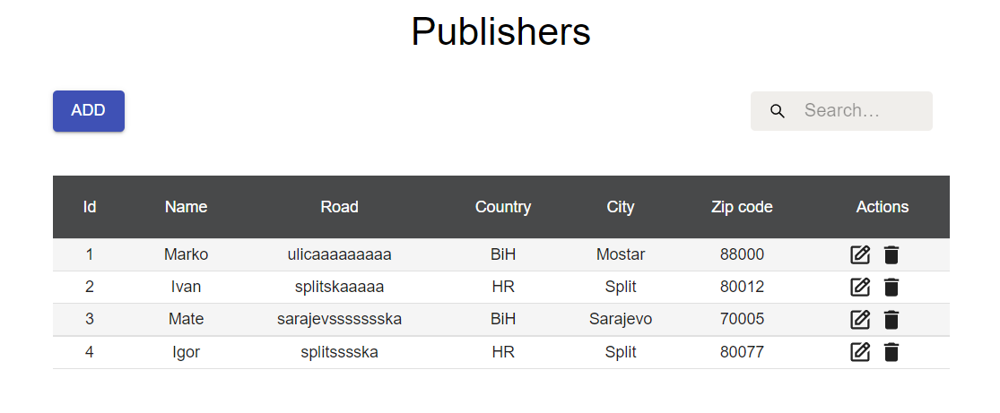 Publishers
ADD
Search...
Id Name Road Country City Zip code Actions
1 Marko ulicaaaaaaaaaa BiH Mostar 88000
2 Ivan splitskaaaaa HR Split 80012
3 Mate sarajevssssssska BiH Sarajevo 70005
4 Igor splitsssska HR Split 80077